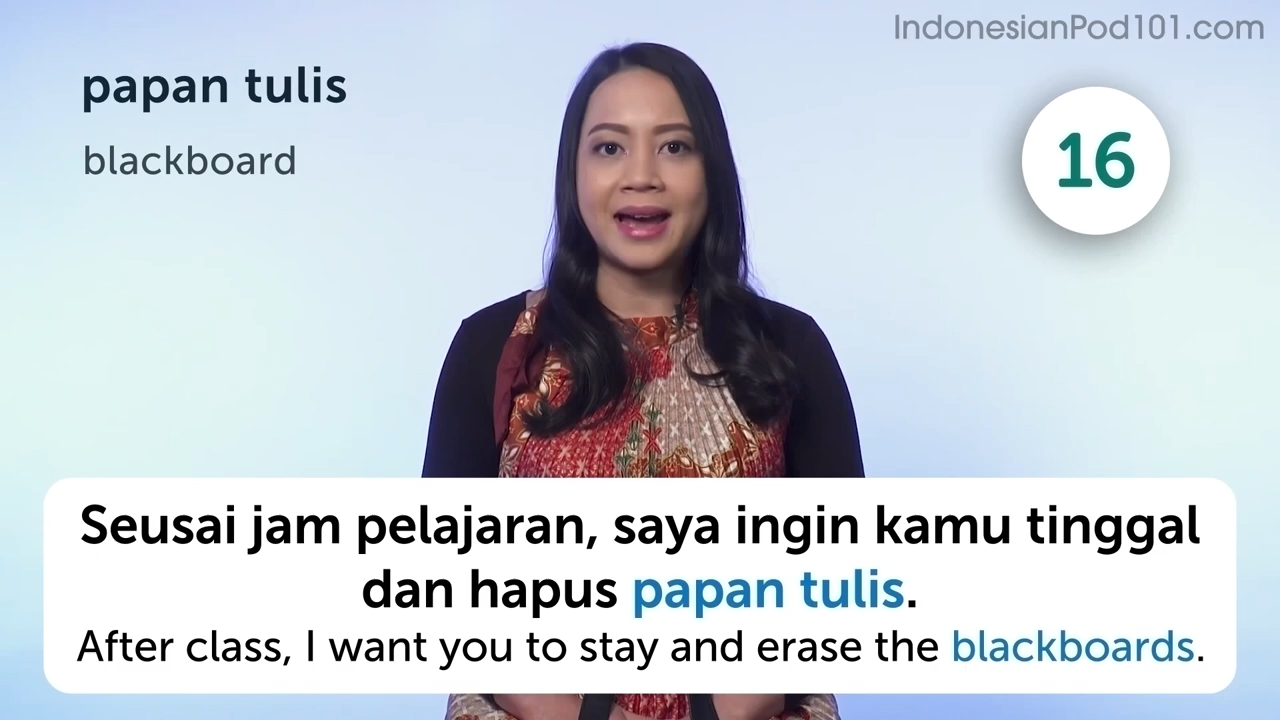 IndonesianPod101.com
papan tulis
blackboard
16
Seusai jam pelajaran, saya ingin kamu tinggal
dan hapus papan tulis.
After class, I want you to stay and erase the blackboards.